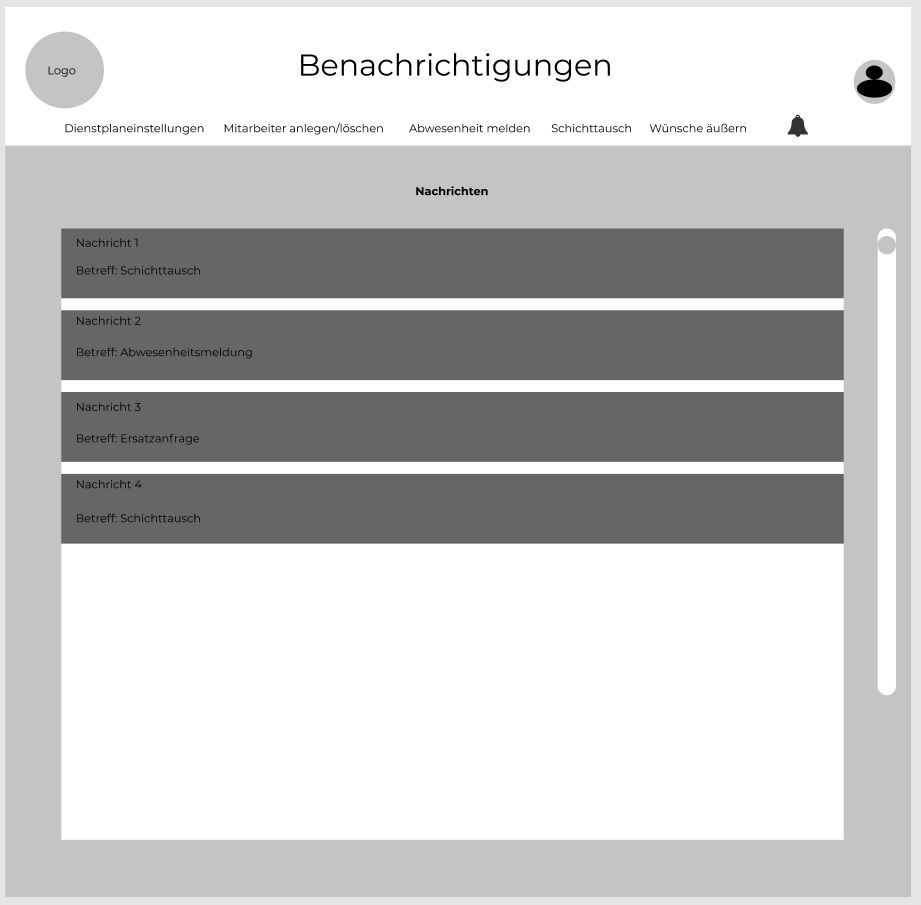 Logo
Benachrichtigungen
Dienstplaneinstellungen Mitarbeiter anlegen/löschen Abwesenheit melden Schichttausch Wünsche äußern
Nachrichten
Nachricht 1
Betreff: Schichttausch
Nachricht 2
Betreff: Abwesenheitsmeldung
Nachricht 3
Betreff: Ersatzanfrage
Nachricht 4
Betreff: Schichttausch